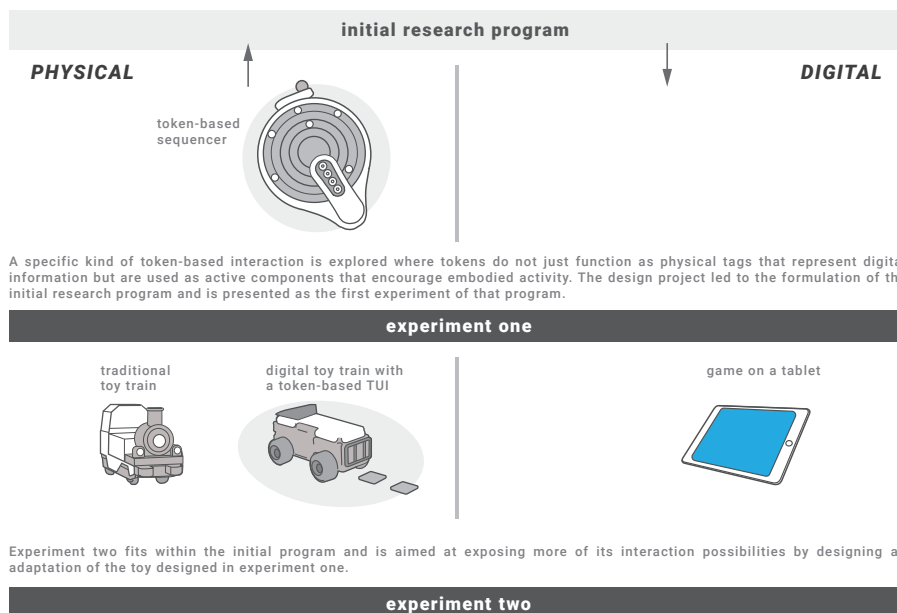 initial research program
PHYSICAL
DIGITAL
token-based
sequencer
A specific kind of token-based interaction is explored where tokens do not just function as physical tags that represent digita
information but are used as active components that encourage embodied activity. The design project led to the formulation of th
initial research program and is presented as the first experiment of that program.
experiment one
traditional
toy train
digital toy train with
a token-based TUI
game on a tablet
Experiment two fits within the initial program and is aimed at exposing more of its interaction possibilities by designing a
adaptation of the toy designed in experiment one.
experiment two